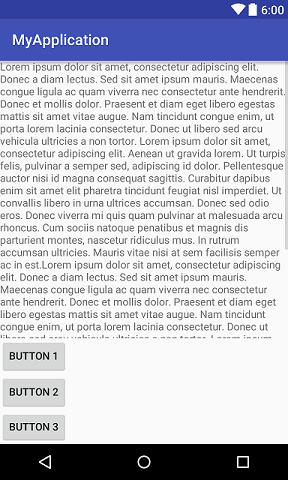 6:00
MyApplication
Lorem ipsum dolor sit amet, consectetur adipiscing elit.
Donec a diam lectus. Sed sit amet ipsum mauris. Maecenas
congue ligula ac quam viverra nec consectetur ante hendrerit.
Donec et mollis dolor. Praesent et diam eget libero egestas
mattis sit amet vitae augue. Nam tincidunt congue enim, ut
porta lorem lacinia consectetur. Donec ut libero sed arcu
vehicula ultricies a non tortor. Lorem ipsum dolor sit amet,
consectetur adipiscing elit. Aenean ut gravida lorem. Ut turpis
felis, pulvinar a semper sed, adipiscing id dolor. Pellentesque
auctor nisi id magna consequat sagittis. Curabitur dapibus
enim sit amet elit pharetra tincidunt feugiat nisl imperdiet. Ut
convallis libero in urna ultrices accumsan. Donec sed odio
eros. Donec viverra mi quis quam pulvinar at malesuada arcu
rhoncus. Cum sociis natoque penatibus et magnis dis
parturient montes, nascetur ridiculus mus. In rutrum
accumsan ultricies. Mauris vitae nisi at sem facilisis semper
ac in est.Lorem ipsum dolor sit amet, consectetur adipiscing
elit. Donec a diam lectus. Sed sit amet ipsum mauris.
Maecenas congue ligula ac quam viverra nec consectetur
ante hendrerit. Donec et mollis dolor. Praesent et diam eget
libero egestas mattis sit amet vitae augue. Nam tincidunt
congue enim, ut porta lorem lacinia consectetur. Donec ut
libero sed arcu vehicula ultricies a non tortor. Lorem ipsum
BUTTON 1
BUTTON 2
BUTTON 3